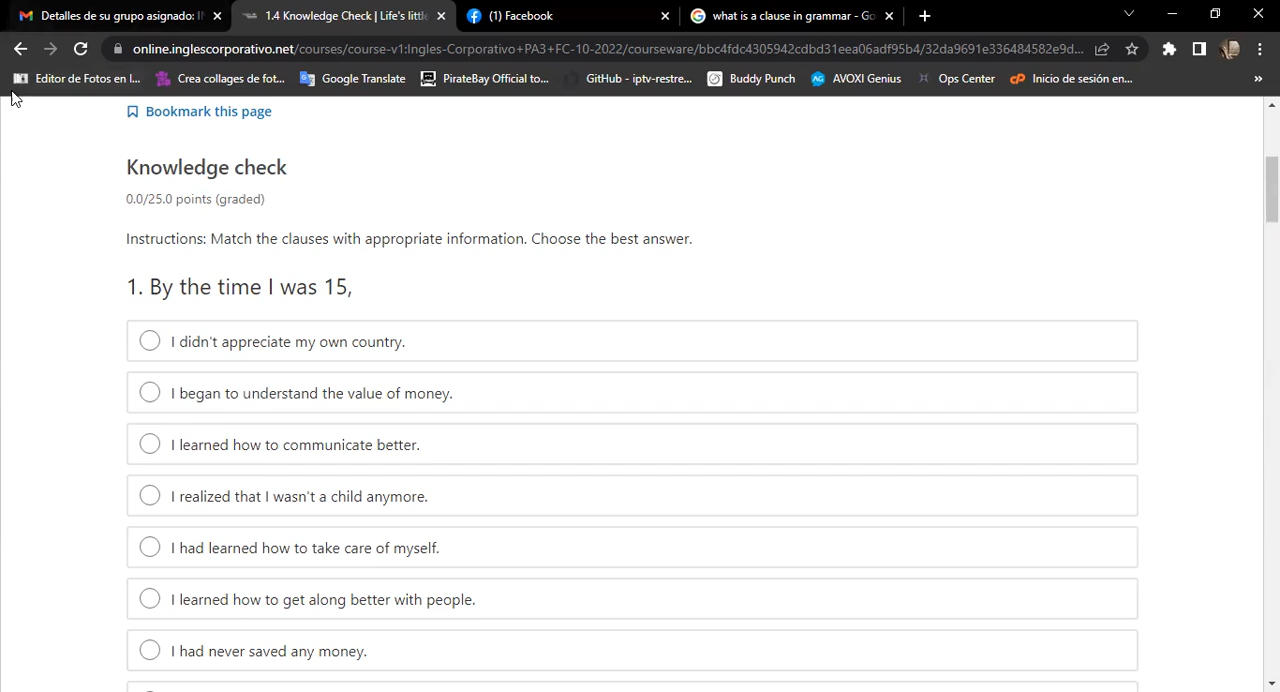 Detalles de su grupo asignado: I
1.4 Knowledge Check | Life's little
(1) Facebook
what is a clause in grammar - Go
online.inglescorporativo.net/courses/course-v1:Ingles-Corporativo+PA3+FC-10-2022/courseware/bbc4fdc4305942cdbd31eea06adf95b4/32da9691e336484582e9d...
Editor de Fotos en l...
Crea collages de fot...
Google Translate
PirateBay Official to...
GitHub - iptv-restre...
Buddy Punch
AVOXI Genius
Ops Center
Inicio de sesión en...
»
Bookmark this page
Knowledge check
0.0/25.0 points (graded)
Instructions: Match the clauses with appropriate information. Choose the best answer.
1. By the time I was 15,
I didn't appreciate my own country.
I began to understand the value of money.
I learned how to communicate better.
I realized that I wasn't a child anymore.
I had learned how to take care of myself.
I learned how to get along better with people.
I had never saved any money.